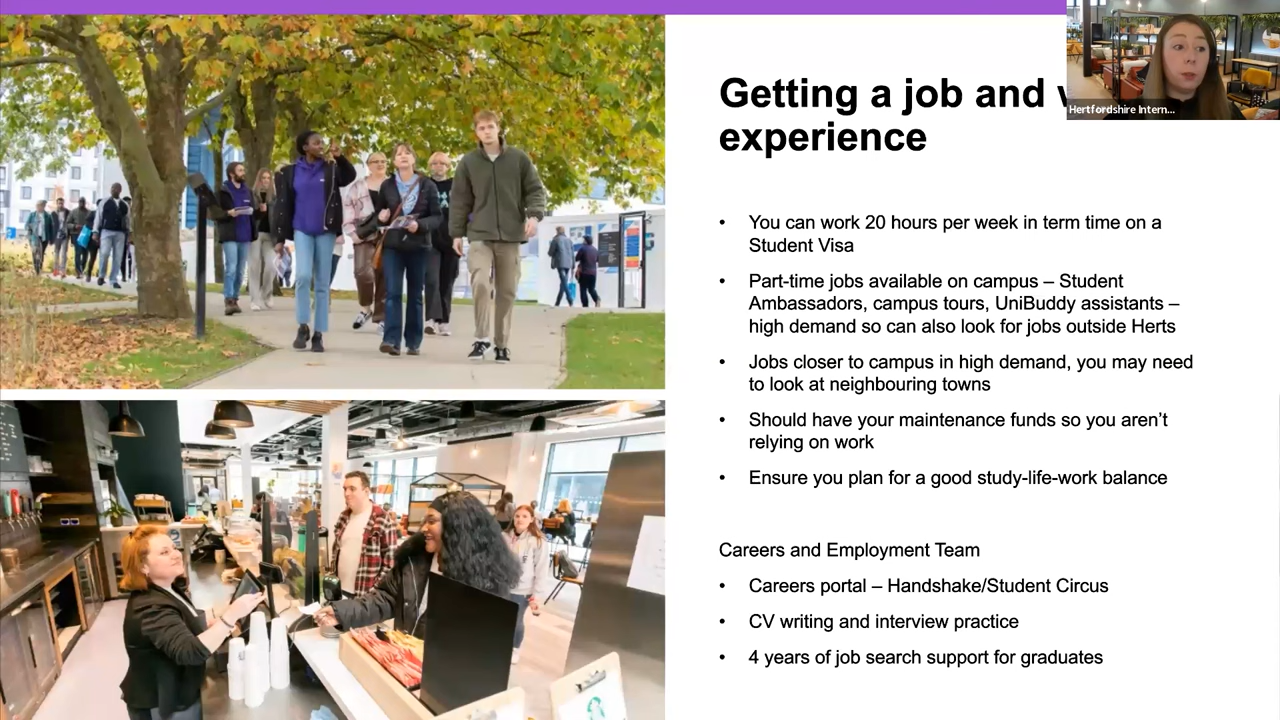 Getting a job and
experience
Hertfordshire Intern...
• You can work 20 hours per week in term time on a
Student Visa
• Part-time jobs available on campus – Student
Ambassadors, campus tours, UniBuddy assistants –
high demand so can also look for jobs outside Herts
• Jobs closer to campus in high demand, you may need
to look at neighbouring towns
• Should have your maintenance funds so you aren’t
relying on work
• Ensure you plan for a good study-life-work balance
Careers and Employment Team
• Careers portal – Handshake/Student Circus
• CV writing and interview practice
• 4 years of job search support for graduates